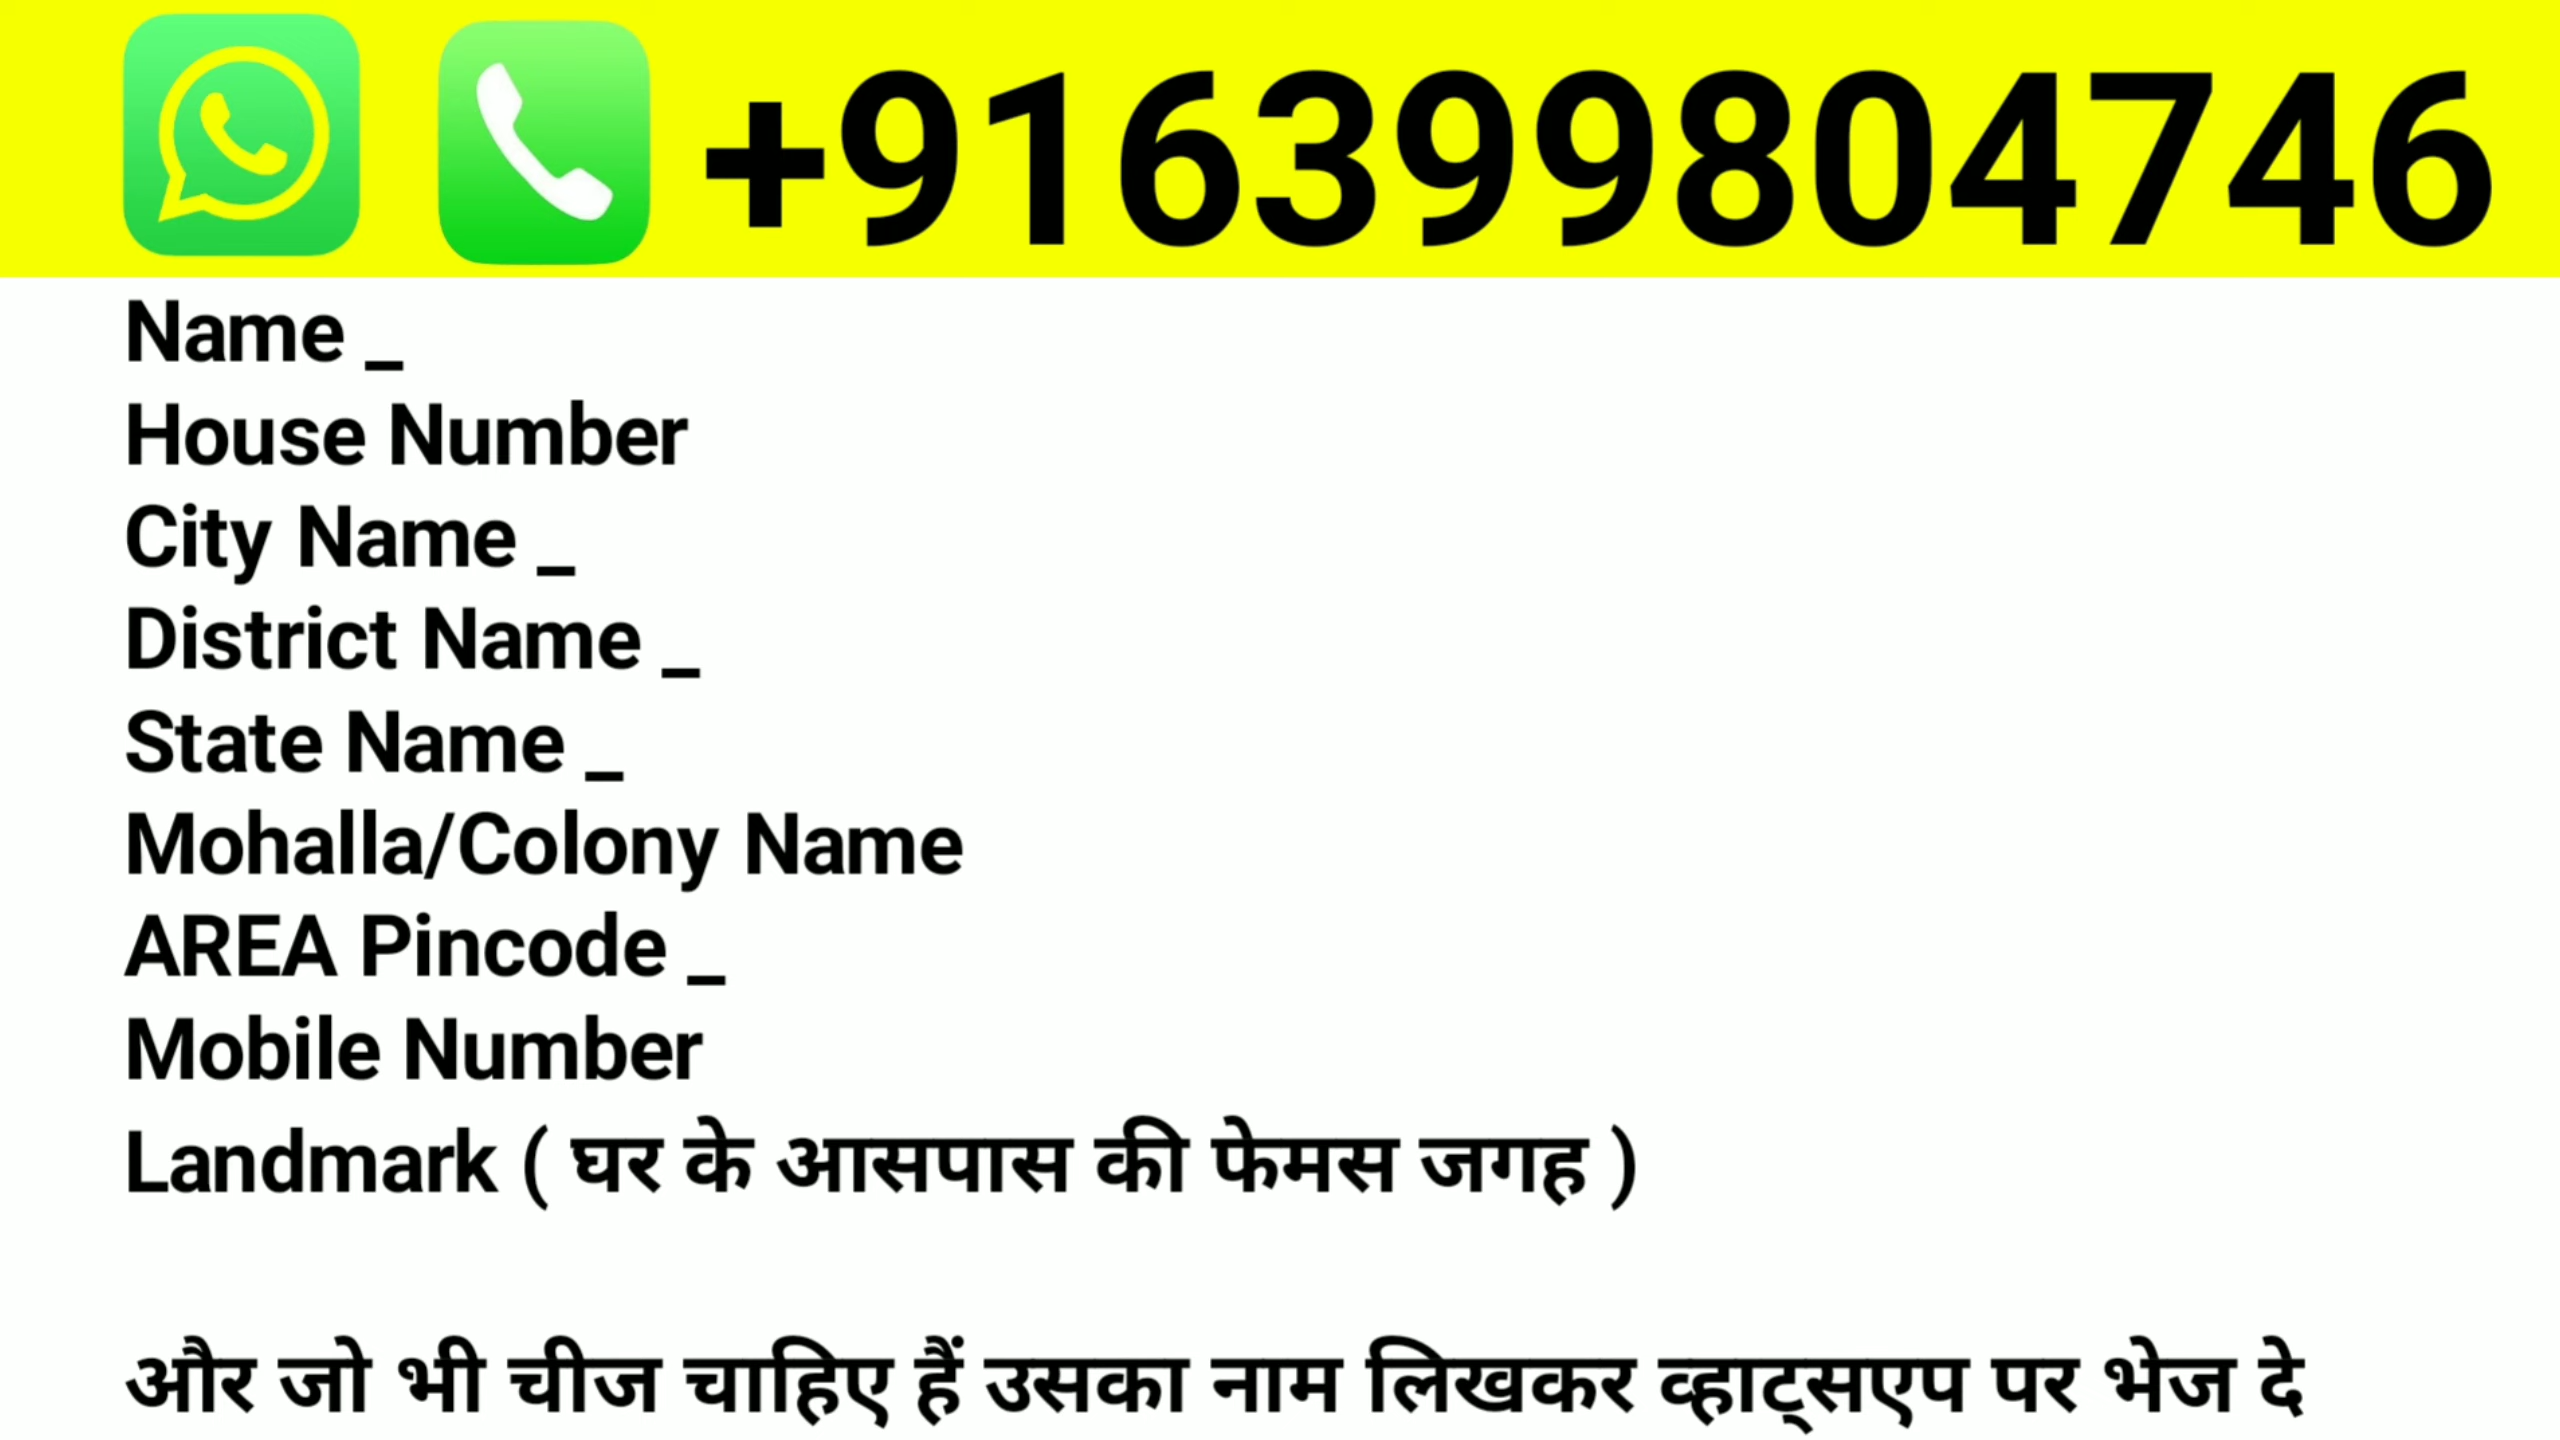 +916399804746
Name _
House Number
City Name _
District Name _
State Name _
Mohalla/Colony Name
AREA Pincode _
Mobile Number
Landmark ( घर के आसपास की फेमस जगह )
और जो भी चीज चाहिए हैं उसका नाम लिखकर व्हाट्सएप पर भेज दे